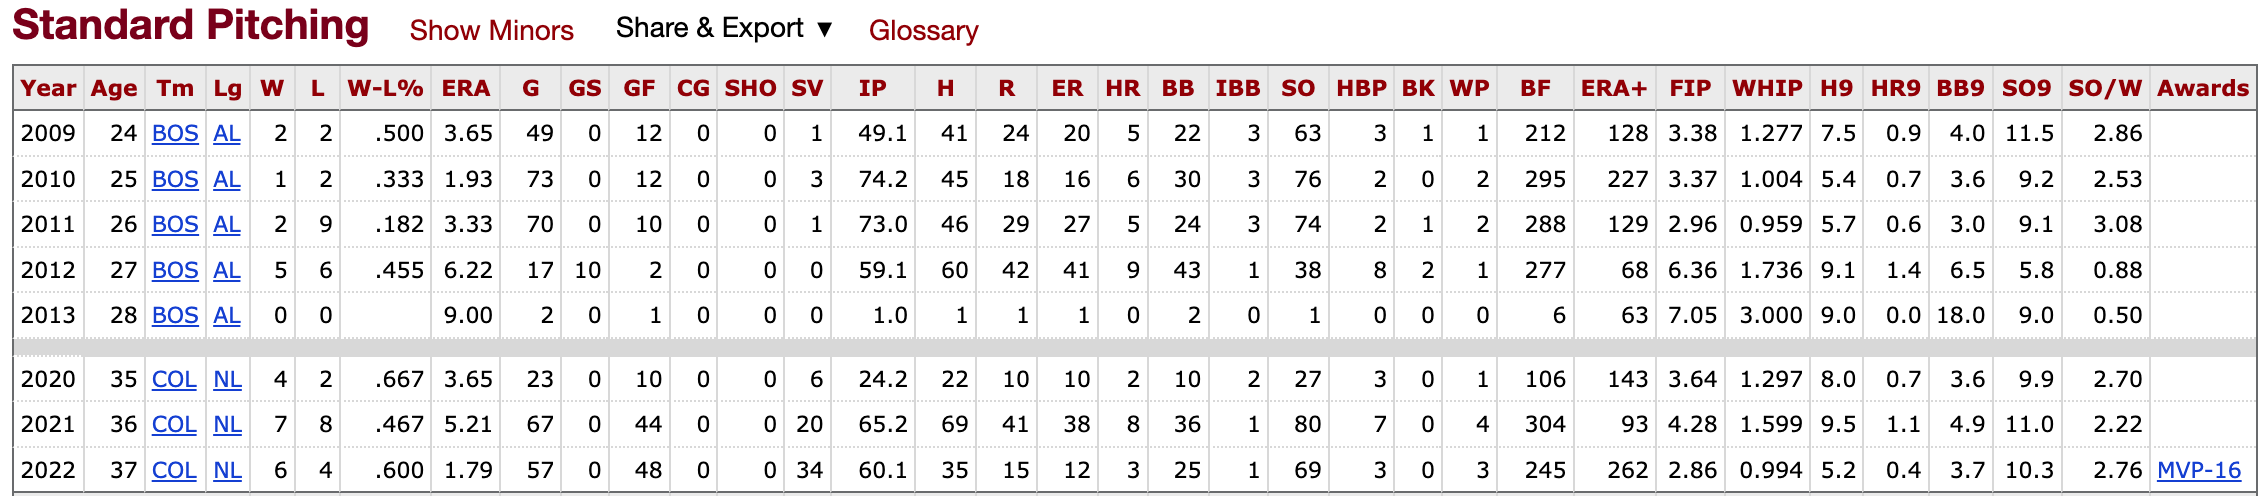 Standard Pitching Show Minors Share & Export ▼ Glossary
Year Age Tm Lg W L W-L% ERA G GS GF CG SHO SV IP H R ER HR BB IBB SO HBP BK WP BF ERA+ FIP WHIP H9 HR9 BB9 SO9 SO/W Awards
2009 24 BOS AL 2 2 .500 3.65 49 0 12 0 0 1 49.1 41 24 20 5 22 3 63 3 1 1 212 128 3.38 1.277 7.5 0.9 4.0 11.5 2.86
2010 25 BOS AL 1 2 .333 1.93 73 0 12 0 0 3 74.2 45 18 16 6 30 3 76 2 0 2 295 227 3.37 1.004 5.4 0.7 3.6 9.2 2.53
2011 26 BOS AL 2 9 .182 3.33 70 0 10 0 0 1 73.0 46 29 27 5 24 3 74 2 1 2 288 129 2.96 0.959 5.7 0.6 3.0 9.1 3.08
2012 27 BOS AL 5 6 .455 6.22 17 10 2 0 0 0 59.1 60 42 41 9 43 1 38 8 2 1 277 68 6.36 1.736 9.1 1.4 6.5 5.8 0.88
2013 28 BOS AL 0 0 9.00 2 0 1 0 0 0 1.0 1 1 1 0 2 0 1 0 0 0 6 63 7.05 3.000 9.0 0.0 18.0 9.0 0.50
2020 35 COL NL 4 2 .667 3.65 23 0 10 0 0 6 24.2 22 10 10 2 10 2 27 3 0 1 106 143 3.64 1.297 8.0 0.7 3.6 9.9 2.70
2021 36 COL NL 7 8 .467 5.21 67 0 44 0 0 20 65.2 69 41 38 8 36 1 80 7 0 4 304 93 4.28 1.599 9.5 1.1 4.9 11.0 2.22
2022 37 COL NL 6 4 .600 1.79 57 0 48 0 0 34 60.1 35 15 12 3 25 1 69 3 0 3 245 262 2.86 0.994 5.2 0.4 3.7 10.3 2.76 MVP-16